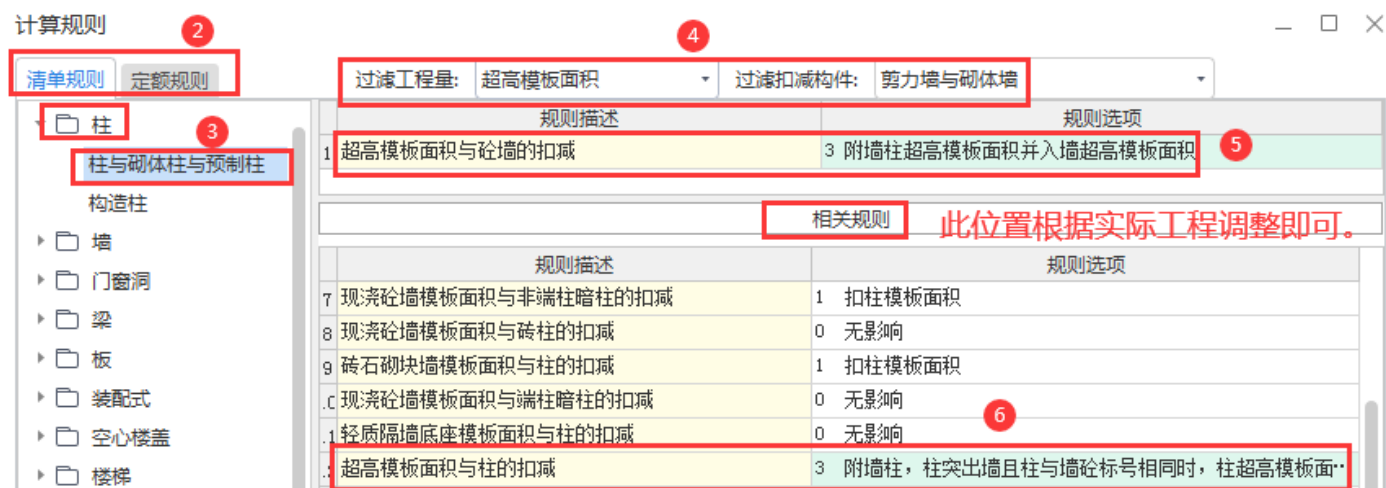 计算规则
2
4
清单规则 定额规则
过滤工程量: 超高模板面积 过滤扣减构件: 剪力墙与砌体墙
柱
3
柱与砌体柱与预制柱
构造柱
墙
门窗洞
梁
板
装配式
空心楼盖
楼梯
规则描述 规则选项
1 超高模板面积与砼墙的扣减 3 附墙柱超高模板面积并入墙超高模板面积
5
相关规则
此位置根据实际工程调整即可。
规则描述 规则选项
7 现浇砼墙模板面积与非端柱暗柱的扣减 1 扣柱模板面积
8 现浇砼墙模板面积与砖柱的扣减 0 无影响
9 砖石砌块墙模板面积与柱的扣减 1 扣柱模板面积
现浇砼墙模板面积与端柱暗柱的扣减 0 无影响
6
轻质隔墙底座模板面积与柱的扣减 0 无影响
超高模板面积与柱的扣减 3 附墙柱，柱突出墙且柱与墙砼标号相同时，柱超高模板面…